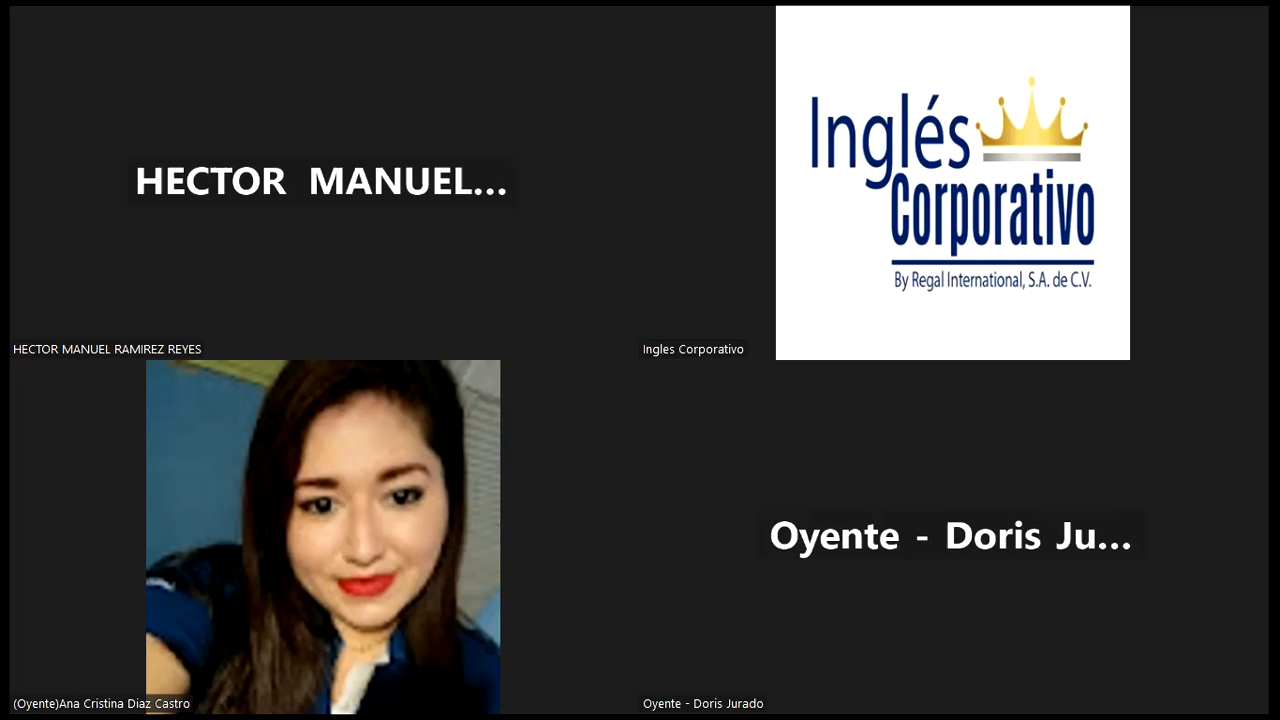 HECTOR MANUEL...
Inglés
Corporativo
By Regal International, S.A. de C.V.
HECTOR MANUEL RAMIREZ REYES
Ingles Corporativo
Oyente - Doris Ju...
(Oyente)Ana Cristina Diaz Castro
Oyente - Doris Jurado